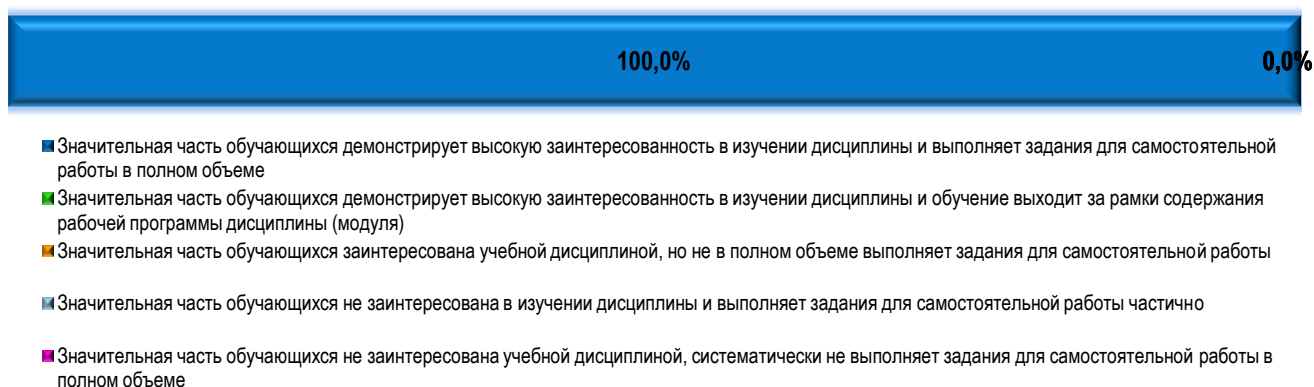 100,0%
0,0%
Значительная часть обучающихся демонстрирует высокую заинтересованность в изучении дисциплины и выполняет задания для самостоятельной
работы в полном объеме
Значительная часть обучающихся демонстрирует высокую заинтересованность в изучении дисциплины и обучение выходит за рамки содержания
рабочей программы дисциплины (модуля)
Значительная часть обучающихся заинтересована учебной дисциплиной, но не в полном объеме выполняет задания для самостоятельной работы
Значительная часть обучающихся не заинтересована в изучении дисциплины и выполняет задания для самостоятельной работы частично
Значительная часть обучающихся не заинтересована учебной дисциплиной, систематически не выполняет задания для самостоятельной работы в
полном объеме